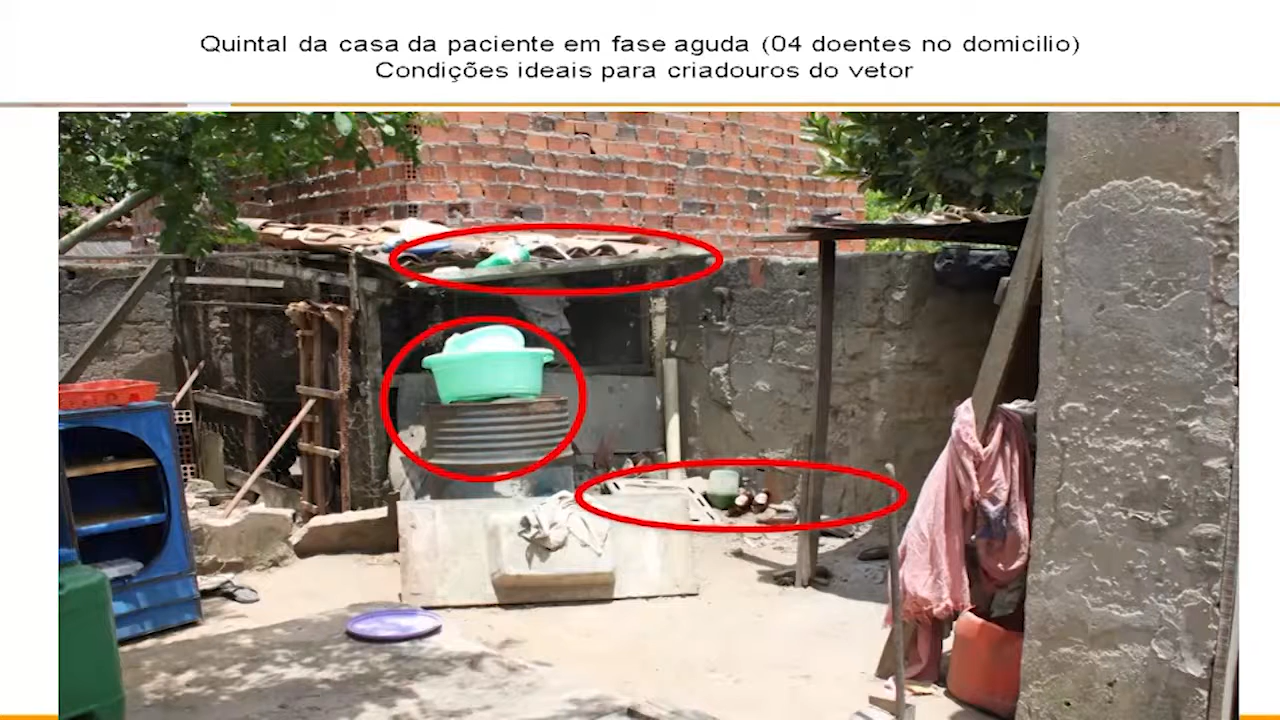 Quintal da casa da paciente em fase aguda (04 doentes no domicilio)
Condições ideais para criadouros do vetor